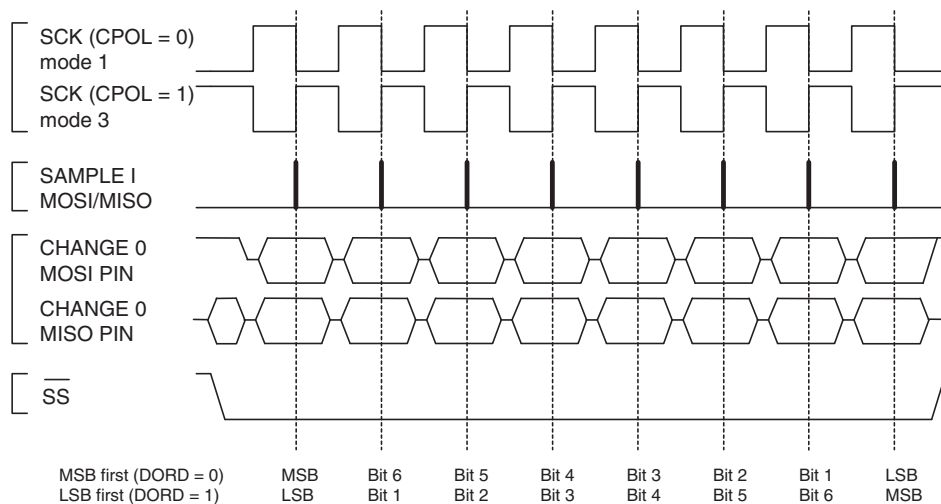 SCK (CPOL = 0)
mode 1
SCK (CPOL = 1)
mode 3
SAMPLE I
MOSI/MISO
CHANGE 0
MOSI PIN
CHANGE 0
MISO PIN
SS
MSB first (DORD = 0) MSB Bit 6 Bit 5 Bit 4 Bit 3 Bit 2 Bit 1 LSB
LSB first (DORD = 1) LSB Bit 1 Bit 2 Bit 3 Bit 4 Bit 5 Bit 6 MSB